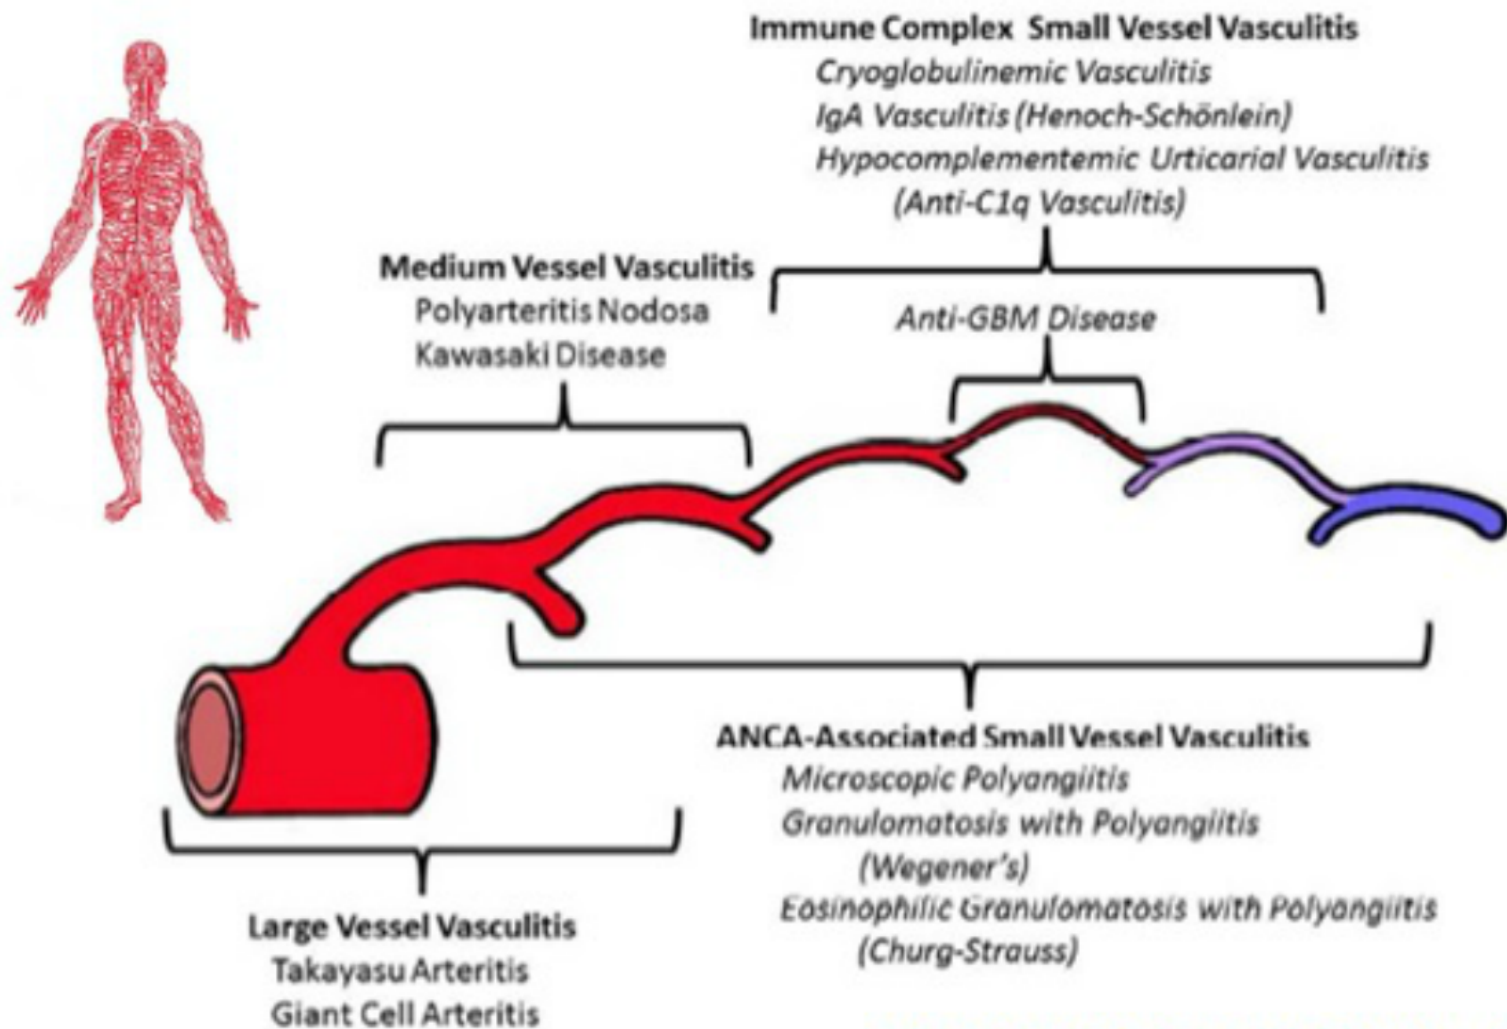 Immune Complex Small Vessel Vasculitis
Cryoglobulinemic Vasculitis
IgA Vasculitis (Henoch-Schönlein)
Hypocomplementemic Urticarial Vasculitis
(Anti-C1q Vasculitis)
Medium Vessel Vasculitis
Polyarteritis Nodosa
Kawasaki Disease
Anti-GBM Disease
ANCA-Associated Small Vessel Vasculitis
Microscopic Polyangiitis
Granulomatosis with Polyangiitis
(Wegener's)
Eosinophilic Granulomatosis with Polyangiitis
(Churg-Strauss)
Large Vessel Vasculitis
Takayasu Arteritis
Giant Cell Arteritis